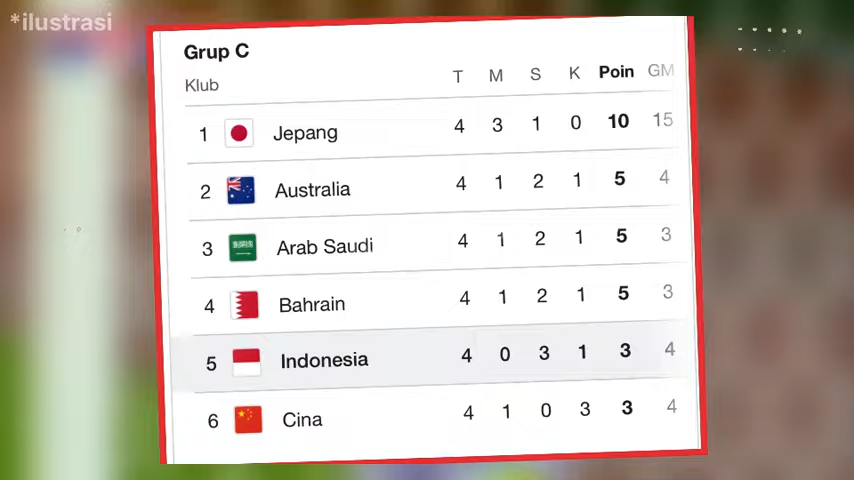 *ilustrasi
Grup C
Klub T M S K Poin GM
1 Jepang 4 3 1 0 10 15
2 Australia 4 1 2 1 5 4
3 Arab Saudi 4 1 2 1 5 3
4 Bahrain 4 1 2 1 5 3
5 Indonesia 4 0 3 1 3 4
6 Cina 4 1 0 3 3 4